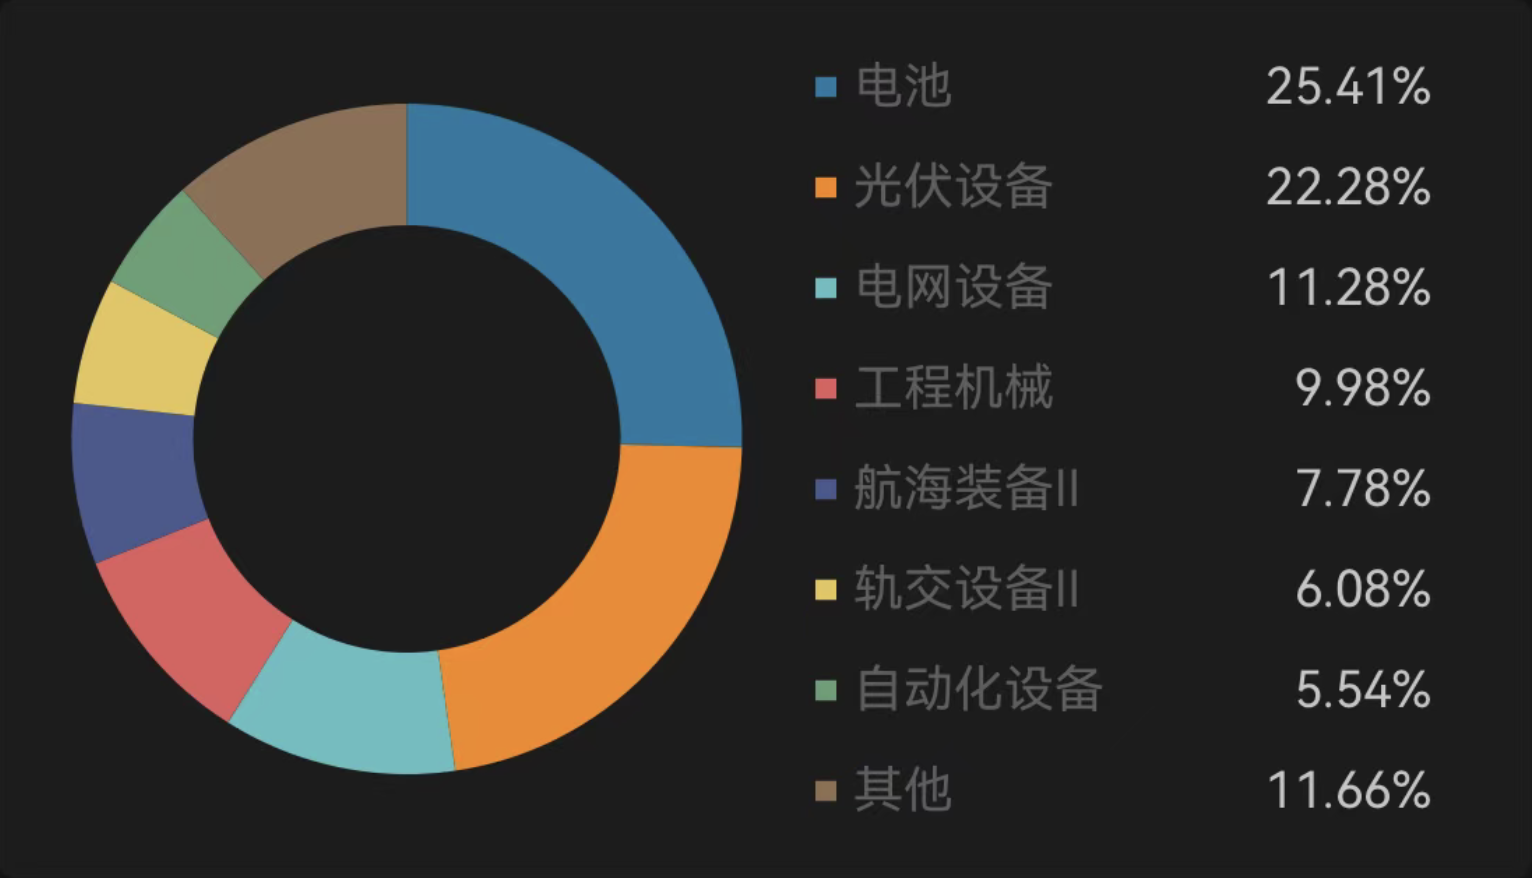 电池 25.41%
光伏设备 22.28%
电网设备 11.28%
工程机械 9.98%
航海装备II 7.78%
轨交设备II 6.08%
自动化设备 5.54%
其他 11.66%